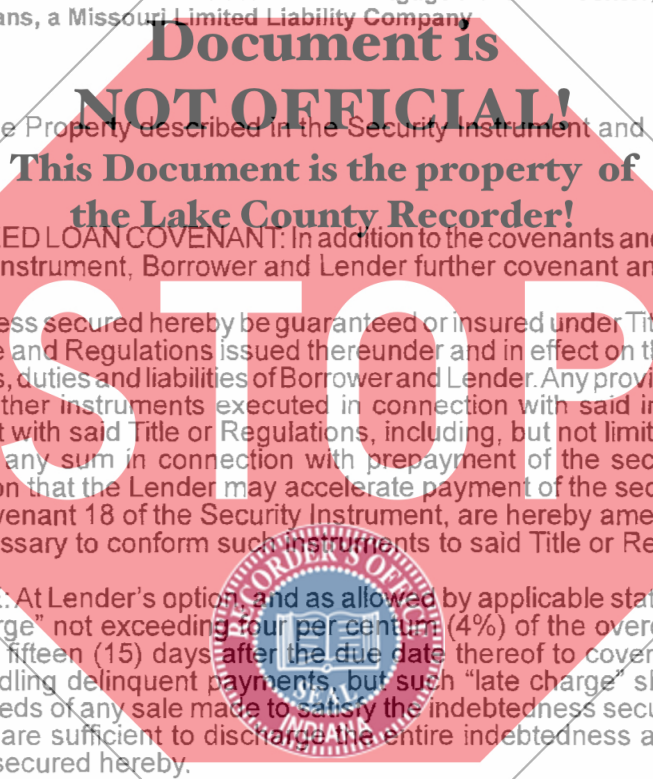 ans, a Missouri Limited Liability Company
Document is
NOT OFFICIAL!
e Property described in the Security Instrument and
This Document is the property of
the Lake County Recorder!
ED LOAN COVENANT: In addition to the covenants and
nstrument, Borrower and Lender further covenant an
STOP
ess secured hereby be guaranteed or insured under Tit
e and Regulations issued thereunder and in effect on t
s, duties and liabilities of Borrower and Lender. Any provi
ther instruments executed in connection with said in
t with said Title or Regulations, including, but not limit
any sum in connection with prepayment of the sec
on that the Lender may accelerate payment of the sec
venant 18 of the Security Instrument, are hereby ame
ssary to conform such instruments to said Title or Re
RECORDER'S OFFICE
SEAL
INDIANA
: At Lender's option, and as allowed by applicable stat
rge" not exceeding four per centum (4%) of the over
fifteen (15) days after the due date thereof to cover
dling delinquent payments, but such "late charge" sh
eds of any sale made to satisfy the indebtedness secu
are sufficient to discharge the entire indebtedness a
secured hereby.